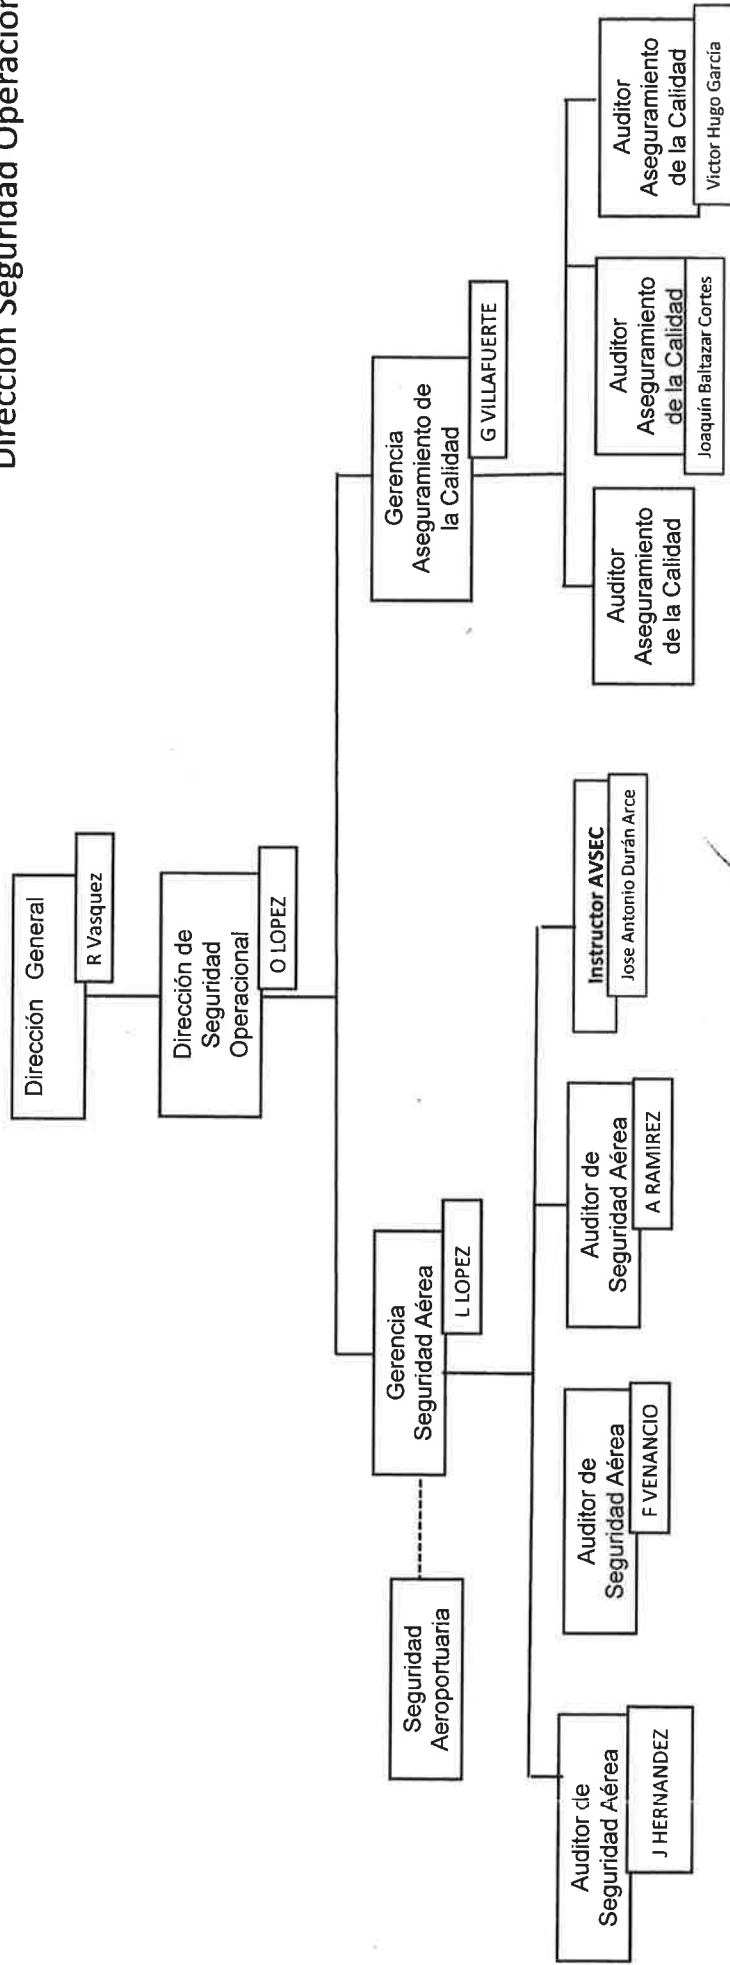 Dirección Seguridad Operacion
Dirección General
R Vasquez
Dirección de
Seguridad
Operacional
O LOPEZ
Gerencia
Seguridad Aérea
L LOPEZ
Gerencia
Aseguramiento de
la Calidad
G VILLAFUERTE
Seguridad
Aeroportuaria
Auditor de
Seguridad Aérea
J HERNANDEZ
Auditor de
Seguridad Aérea
F VENANCIO
Auditor de
Seguridad Aérea
A RAMIREZ
Instructor AVSEC
Jose Antonio Durán Arce
Auditor
Aseguramiento
de la Calidad
Auditor
Aseguramiento
de la Calidad
Joaquín Baltazar Cortes
Auditor
Aseguramiento
de la Calidad
Victor Hugo García